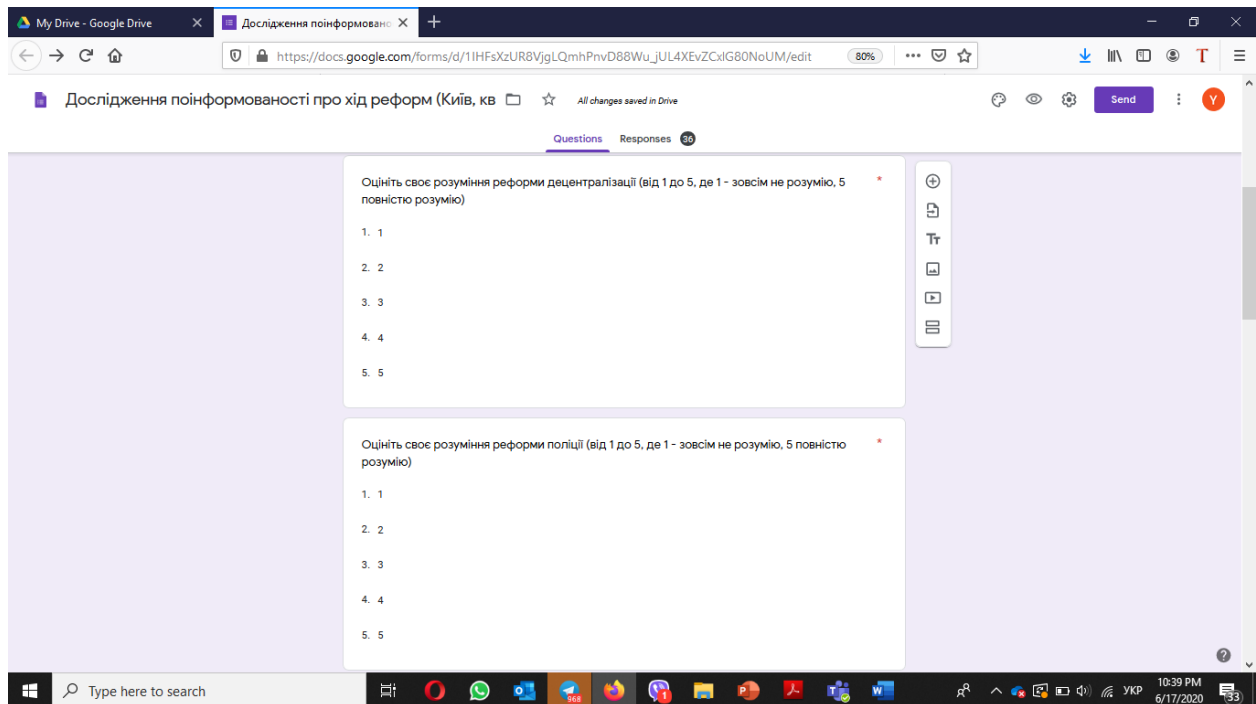 My Drive - Google Drive
Дослідження поінформовано
https://docs.google.com/forms/d/1IHFsXzUR8VjgLQmhPnvD88Wu_jUL4XEvZCxlG80NoUM/edit
80%
Дослідження поінформованості про хід реформ (Київ, кв
All changes saved in Drive
Send
Y
Questions Responses 36
Оцініть своє розуміння реформи децентралізації (від 1 до 5, де 1 - зовсім не розумію, 5
повністю розумію)
*
1. 1
2. 2
3. 3
4. 4
5. 5
Tт
Оцініть своє розуміння реформи поліції (від 1 до 5, де 1 - зовсім не розумію, 5 повністю
розумію)
*
1. 1
2. 2
3. 3
4. 4
5. 5
Type here to search
968
1
УКР
10:39 PM
6/17/2020
33